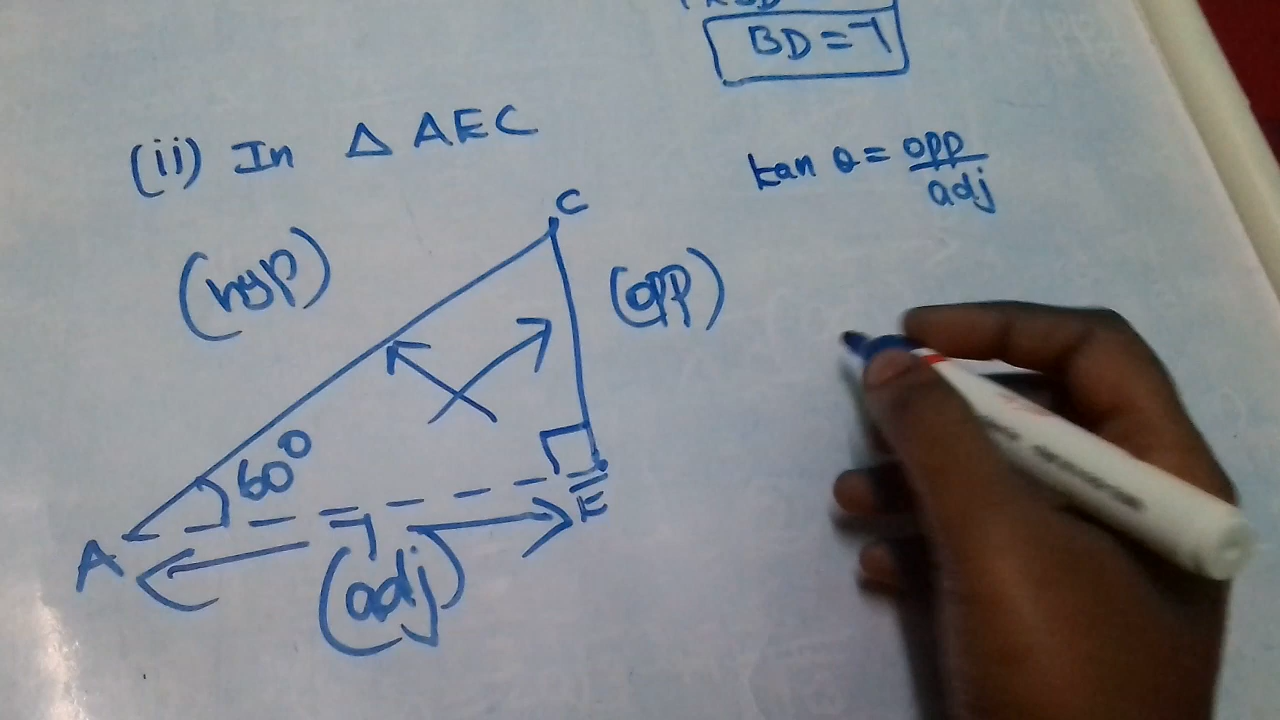 BD = 7
(ii) In △ AEC
tan θ = opp/adj
C
(hyp)
(opp)
60°
A
E
7
(adj)